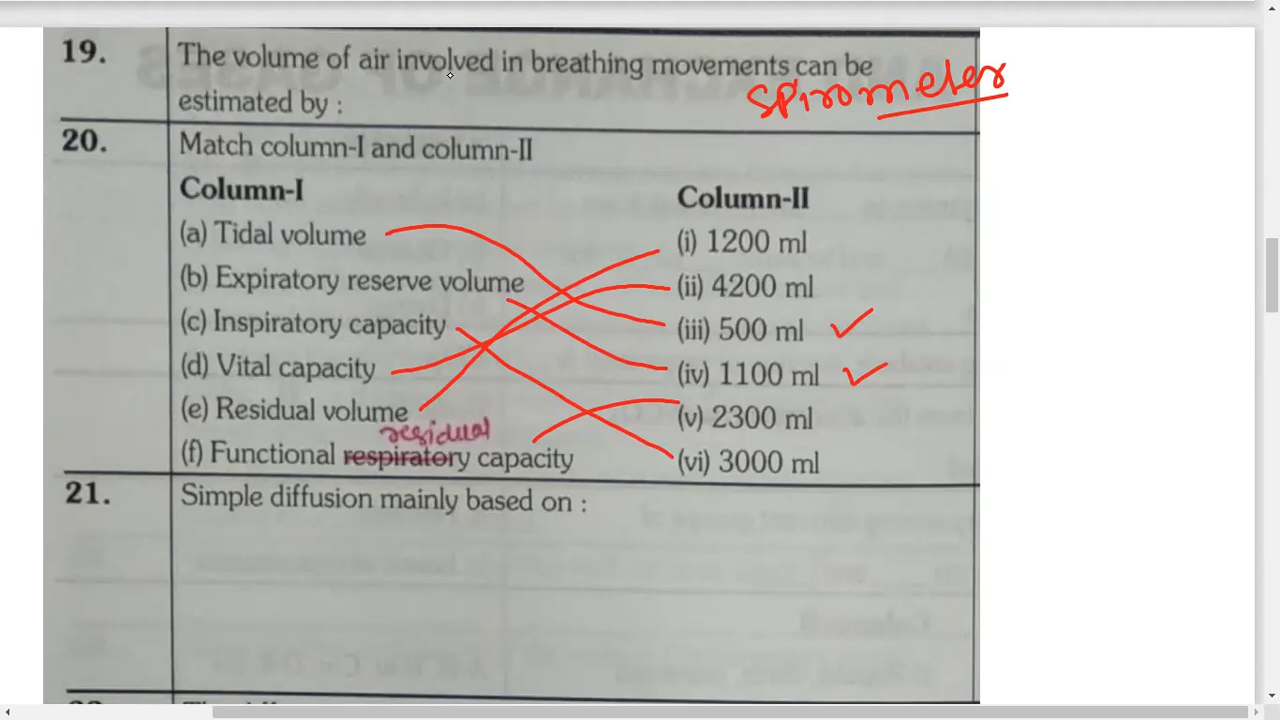 19. The volume of air involved in breathing movements can be
estimated by : Spirometer
20. Match column-I and column-II
Column-I Column-II
(a) Tidal volume (i) 1200 ml
(b) Expiratory reserve volume (ii) 4200 ml
(c) Inspiratory capacity (iii) 500 ml
(d) Vital capacity (iv) 1100 ml
(e) Residual volume (v) 2300 ml
residual
(f) Functional respiratory capacity (vi) 3000 ml
21. Simple diffusion mainly based on :